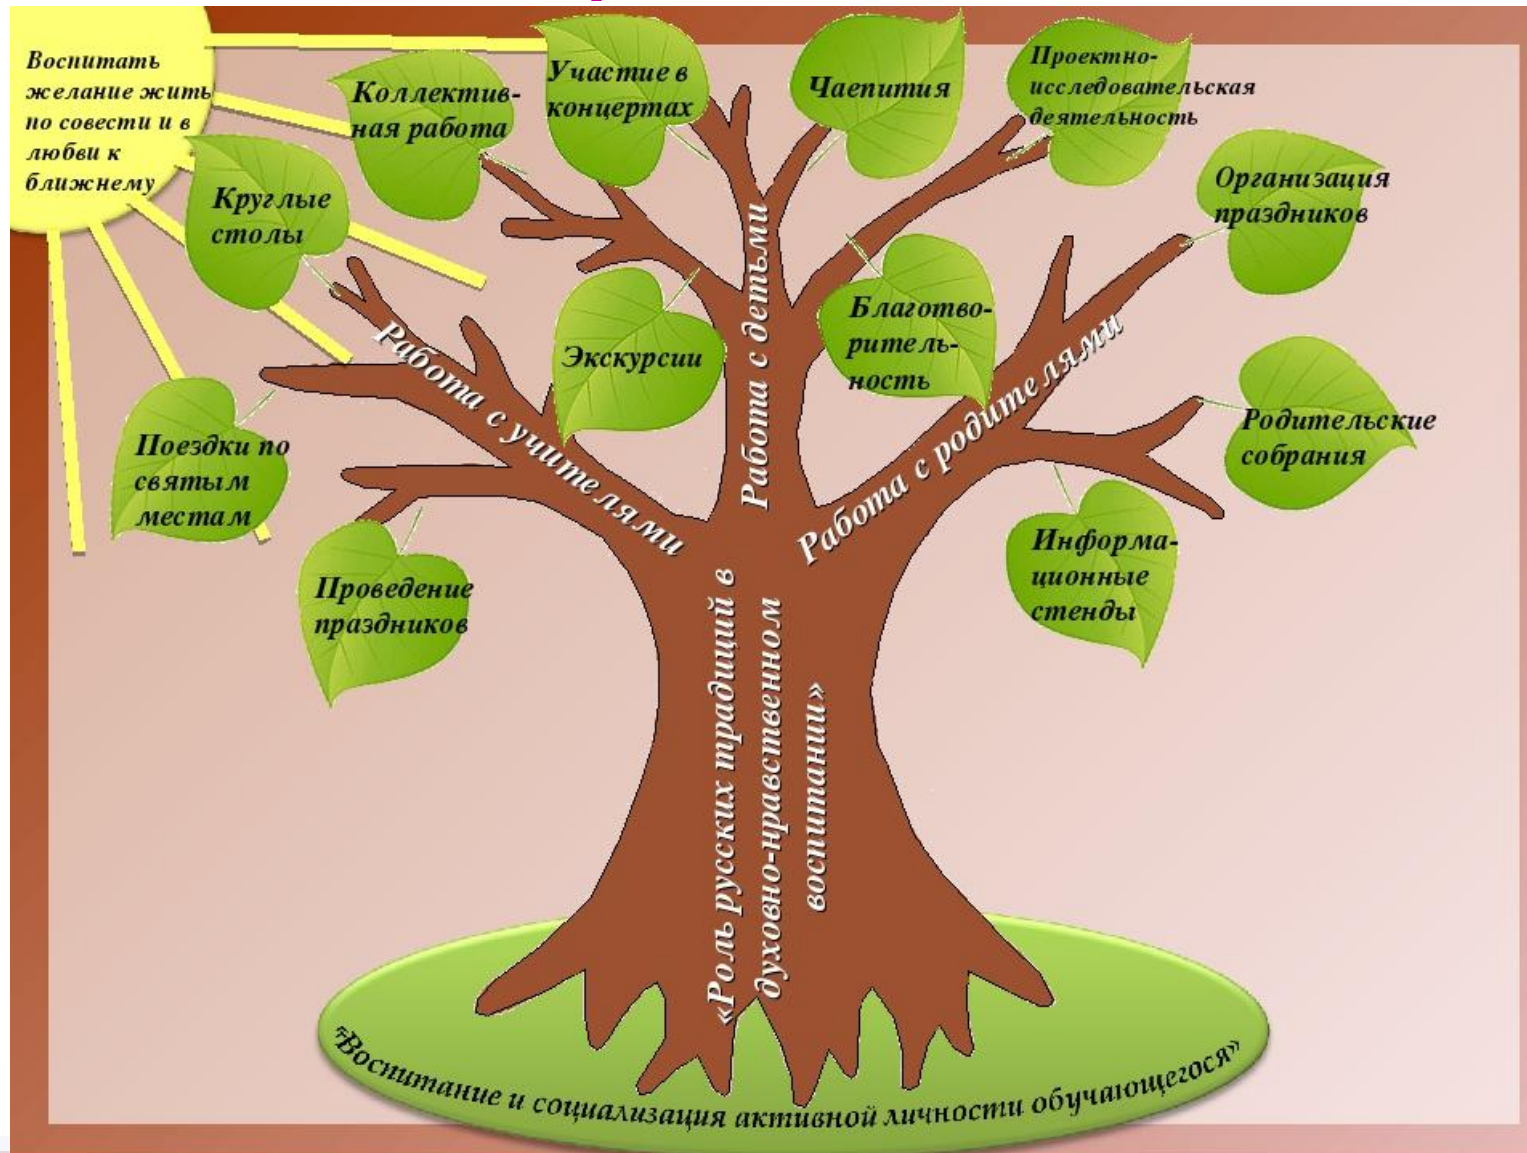 Воспитать
желание жить
по совести и в
любви к
ближнему
Коллектив-
ная работа
Участие в
концертах
Чаепития
Проектно-
исследовательская
деятельность
Круглые
столы
Организация
праздников
Экскурсии
Благотво-
ритель-
ность
Поездки по
святым
местам
Родительские
собрания
Проведение
праздников
Информа-
ционные
стенды
Работа с учителями
Работа с детьми
Работа с родителями
«Роль русских традиций в
духовно-нравственном
воспитании»
"Воспитание и социализация активной личности обучающегося»